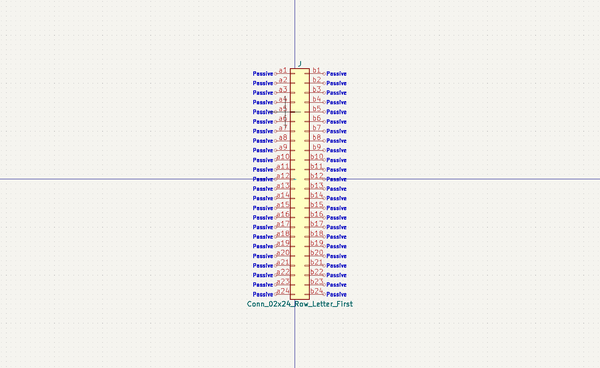 J
Passive a1 b1 Passive
Passive a2 b2 Passive
Passive a3 b3 Passive
Passive a4 b4 Passive
Passive a5 b5 Passive
Passive a6 b6 Passive
Passive a7 b7 Passive
Passive a8 b8 Passive
Passive a9 b9 Passive
Passive a10 b10 Passive
Passive a11 b11 Passive
Passive a12 b12 Passive
Passive a13 b13 Passive
Passive a14 b14 Passive
Passive a15 b15 Passive
Passive a16 b16 Passive
Passive a17 b17 Passive
Passive a18 b18 Passive
Passive a19 b19 Passive
Passive a20 b20 Passive
Passive a21 b21 Passive
Passive a22 b22 Passive
Passive a23 b23 Passive
Passive a24 b24 Passive
Conn_02x24_Row_Letter_First